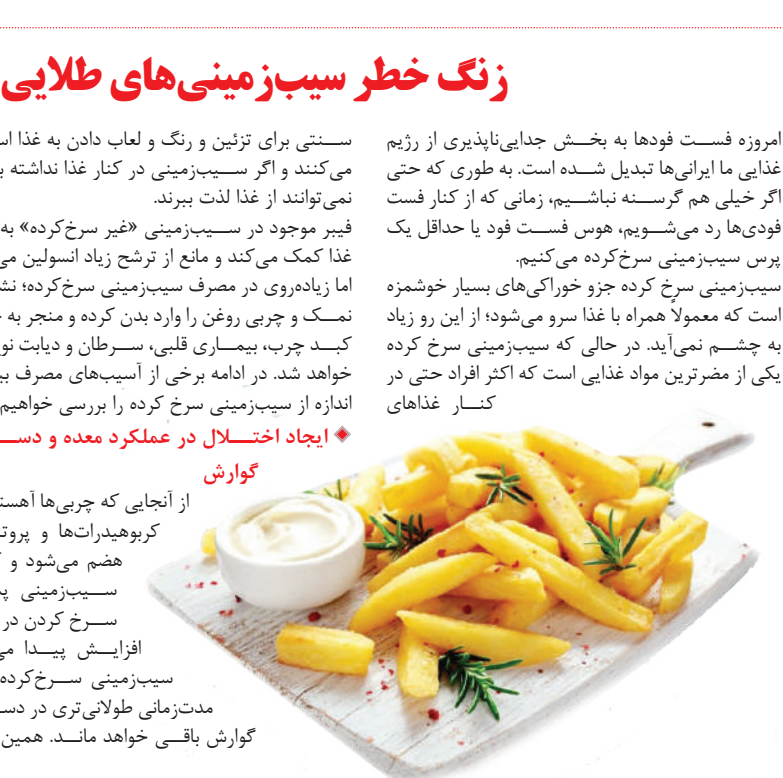 زنگ خطر سیب‌زمینی‌های طلایی
امروزه فست فودها به بخش جدایی‌ناپذیری از رژیم
غذایی ما ایرانی‌ها تبدیل شده است. به طوری که حتی
اگر خیلی هم گرسنه نباشیم، زمانی که از کنار فست
فودی‌ها رد می‌شویم، هوس فست فود یا حداقل یک
پرس سیب‌زمینی سرخ‌کرده می‌کنیم.
سیب‌زمینی سرخ کرده جزو خوراکی‌های بسیار خوشمزه
است که معمولاً همراه با غذا سرو می‌شود؛ از این رو زیاد
به چشم نمی‌آید. در حالی که سیب‌زمینی سرخ کرده
یکی از مضرترین مواد غذایی است که اکثر افراد حتی در
کنار غذاهای
سنتی برای تزئین و رنگ و لعاب دادن به غذا
می‌کنند و اگر سیب‌زمینی در کنار غذا نداشته
نمی‌توانند از غذا لذت ببرند.
فیبر موجود در سیب‌زمینی «غیر سرخ‌کرده» به
غذا کمک می‌کند و مانع از ترشح زیاد انسولین
اما زیاده‌روی در مصرف سیب‌زمینی سرخ‌کرده؛
نمک و چربی روغن را وارد بدن کرده و منجر به
کبد چرب، بیماری قلبی، سرطان و دیابت
خواهد شد. در ادامه برخی از آسیب‌های مصرف
اندازه از سیب‌زمینی سرخ کرده را بررسی خواهیم
◈ ایجاد اختلال در عملکرد معده و
گوارش
از آنجایی که چربی‌ها
کربوهیدرات‌ها و
هضم می‌شود و
سیب‌زمینی
سرخ کردن در
افزایش پیدا
سیب‌زمینی سرخ‌کرده
مدت‌زمانی طولانی‌تری در
گوارش باقی خواهد ماند. همین